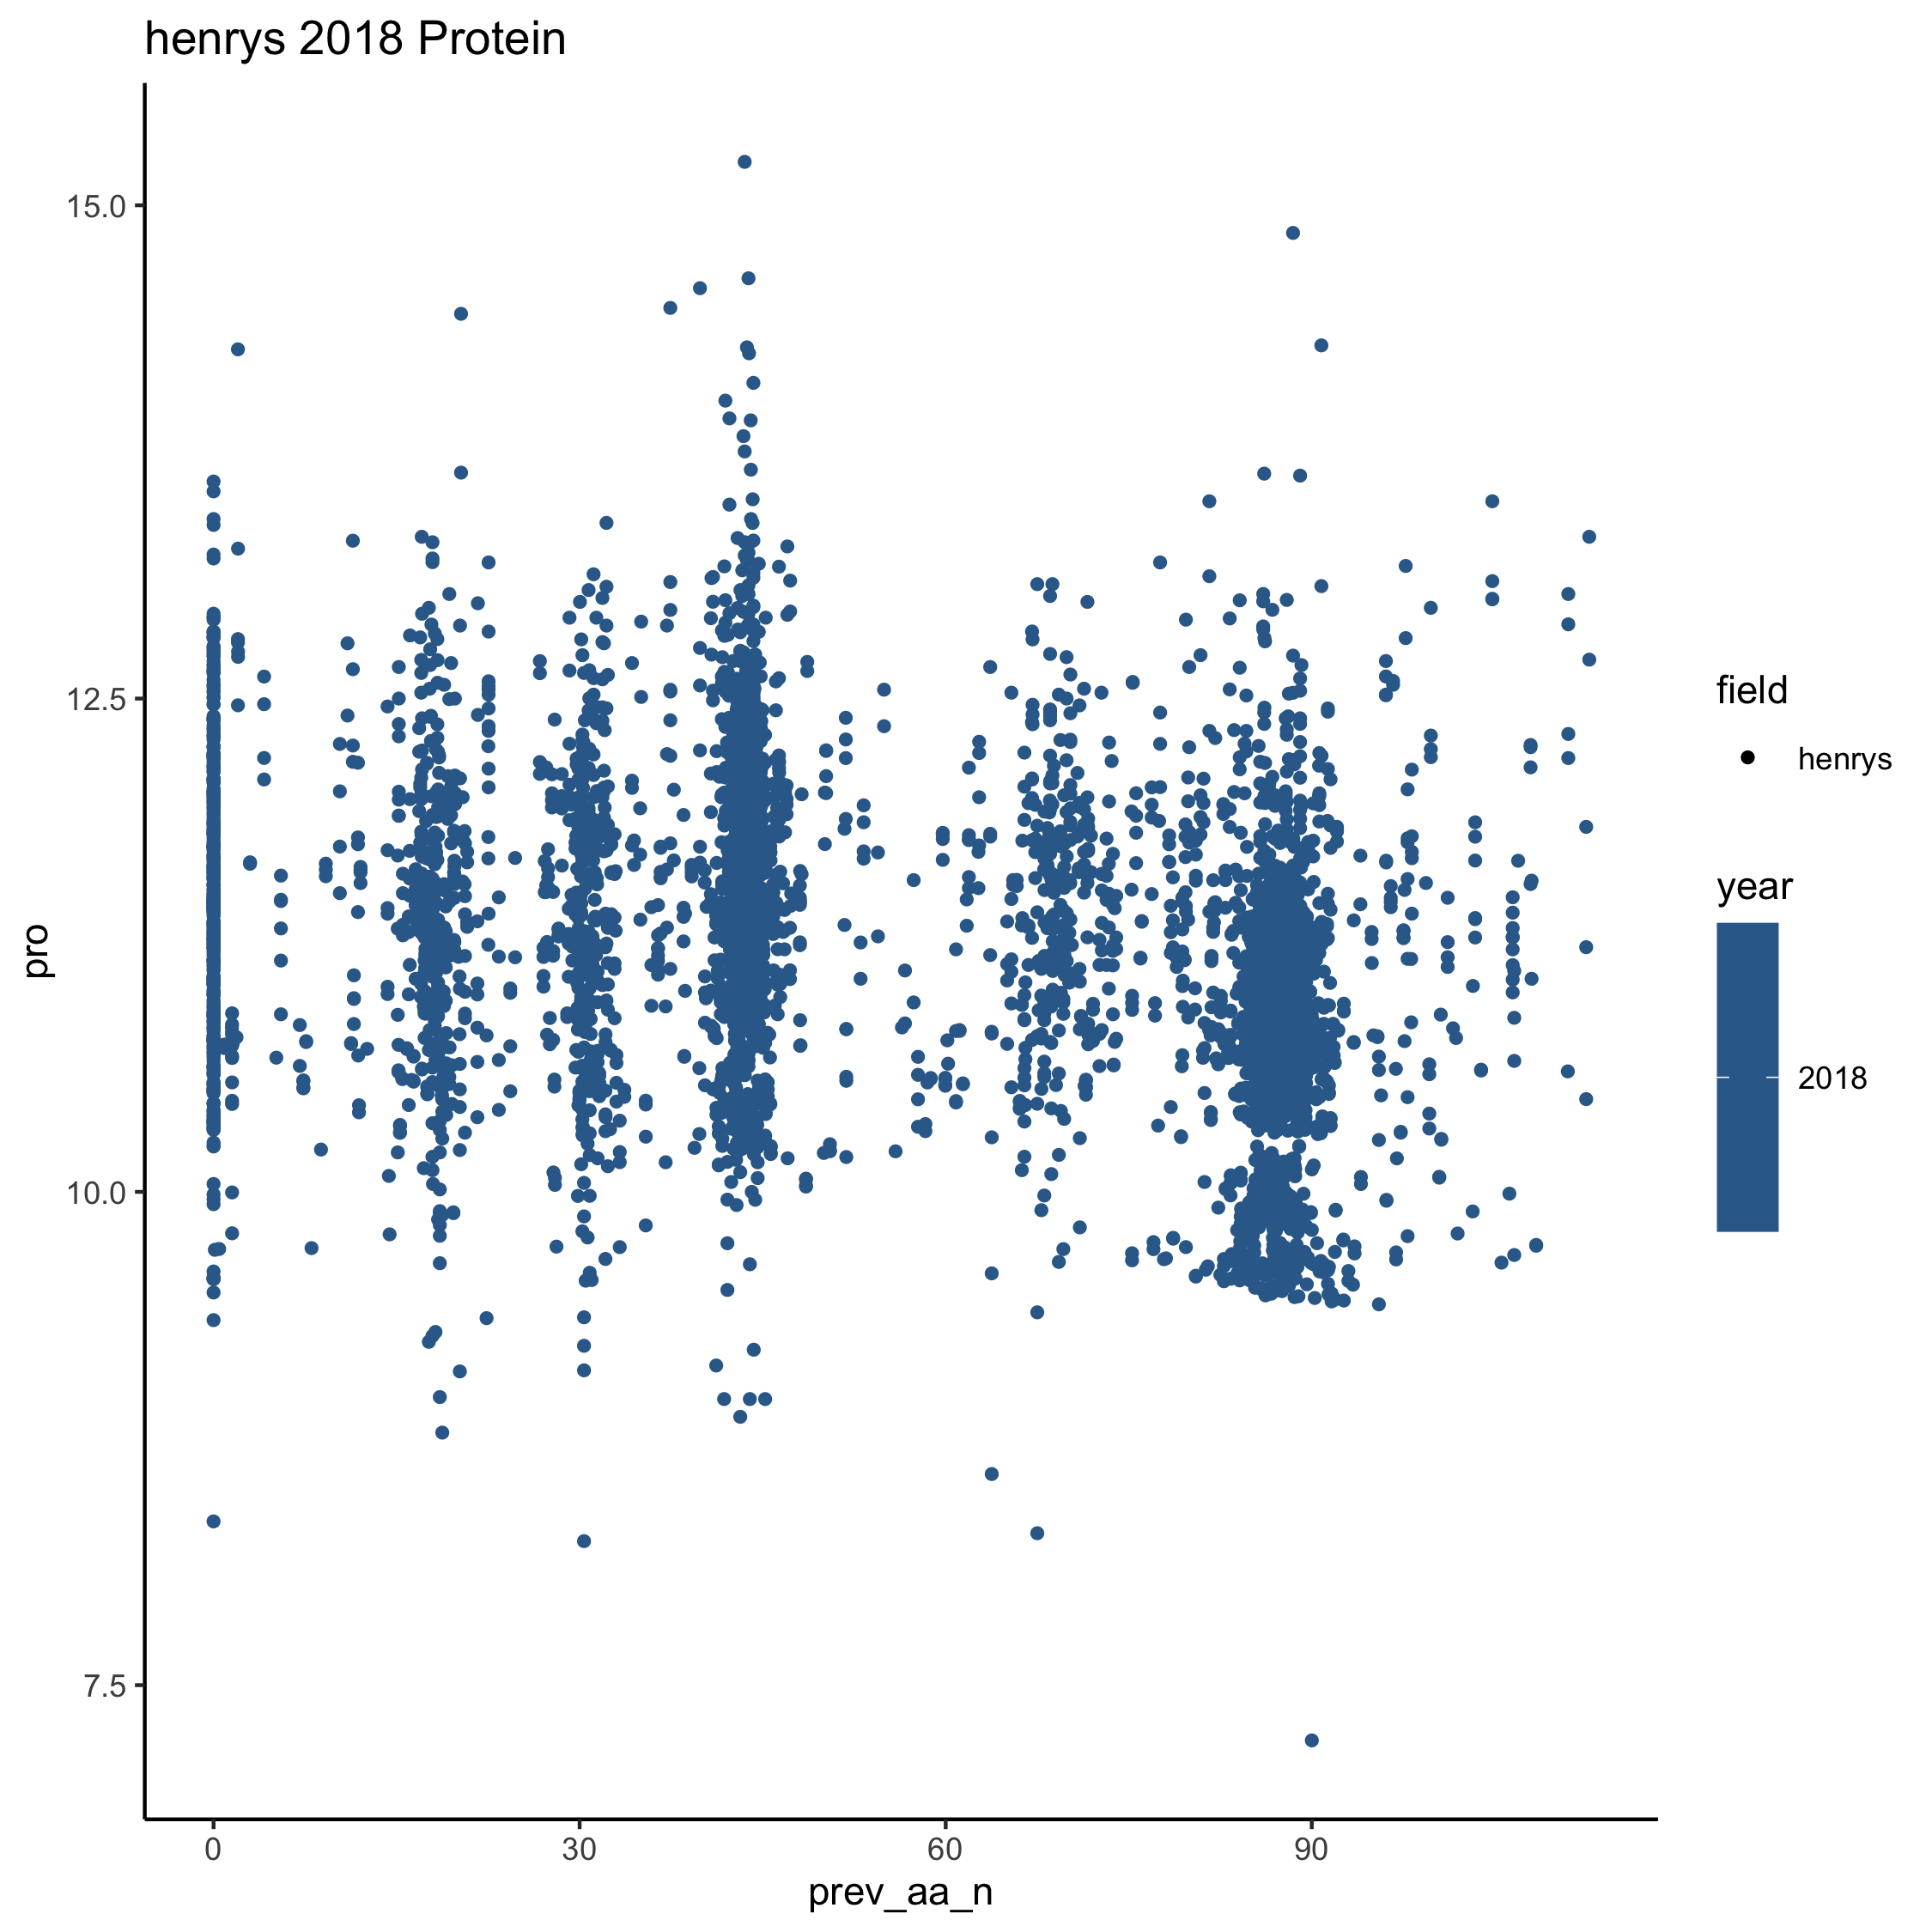 henrys 2018 Protein
15.0
12.5
10.0
7.5
pro
0 30 60 90
prev_aa_n
field
henrys
year
2018